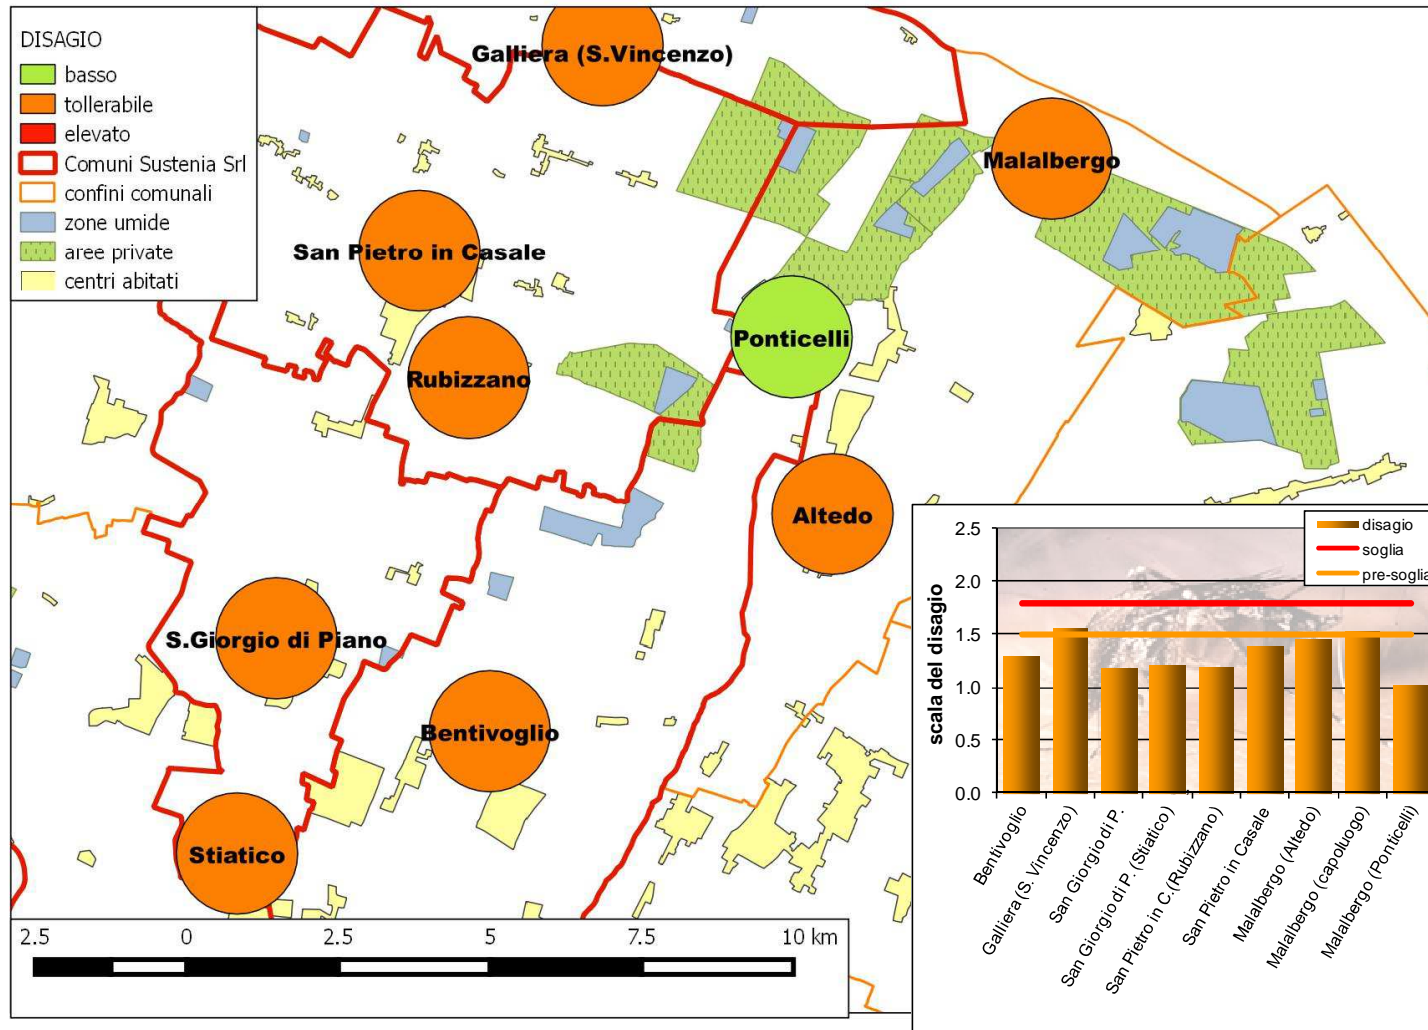 DISAGIO
basso
tollerabile
elevato
Comuni Sustenia Srl
confini comunali
zone umide
aree private
centri abitati
Galliera (S.Vincenzo)
Malalbergo
San Pietro in Casale
Ponticelli
Rubizzano
Altedo
S.Giorgio di Piano
Bentivoglio
Stiatico
2.5 0 2.5 5 7.5 10 km
disagio
soglia
pre-soglia
scala del disagio
2.5
2.0
1.5
1.0
0.5
0.0
Bentivoglio
Galliera (S. Vincenzo)
San Giorgio di P.
San Giorgio di P. (Stiatico)
San Pietro in C. (Rubizzano)
San Pietro in Casale
Malalbergo (Altedo)
Malalbergo (capoluogo)
Malalbergo (Ponticelli)